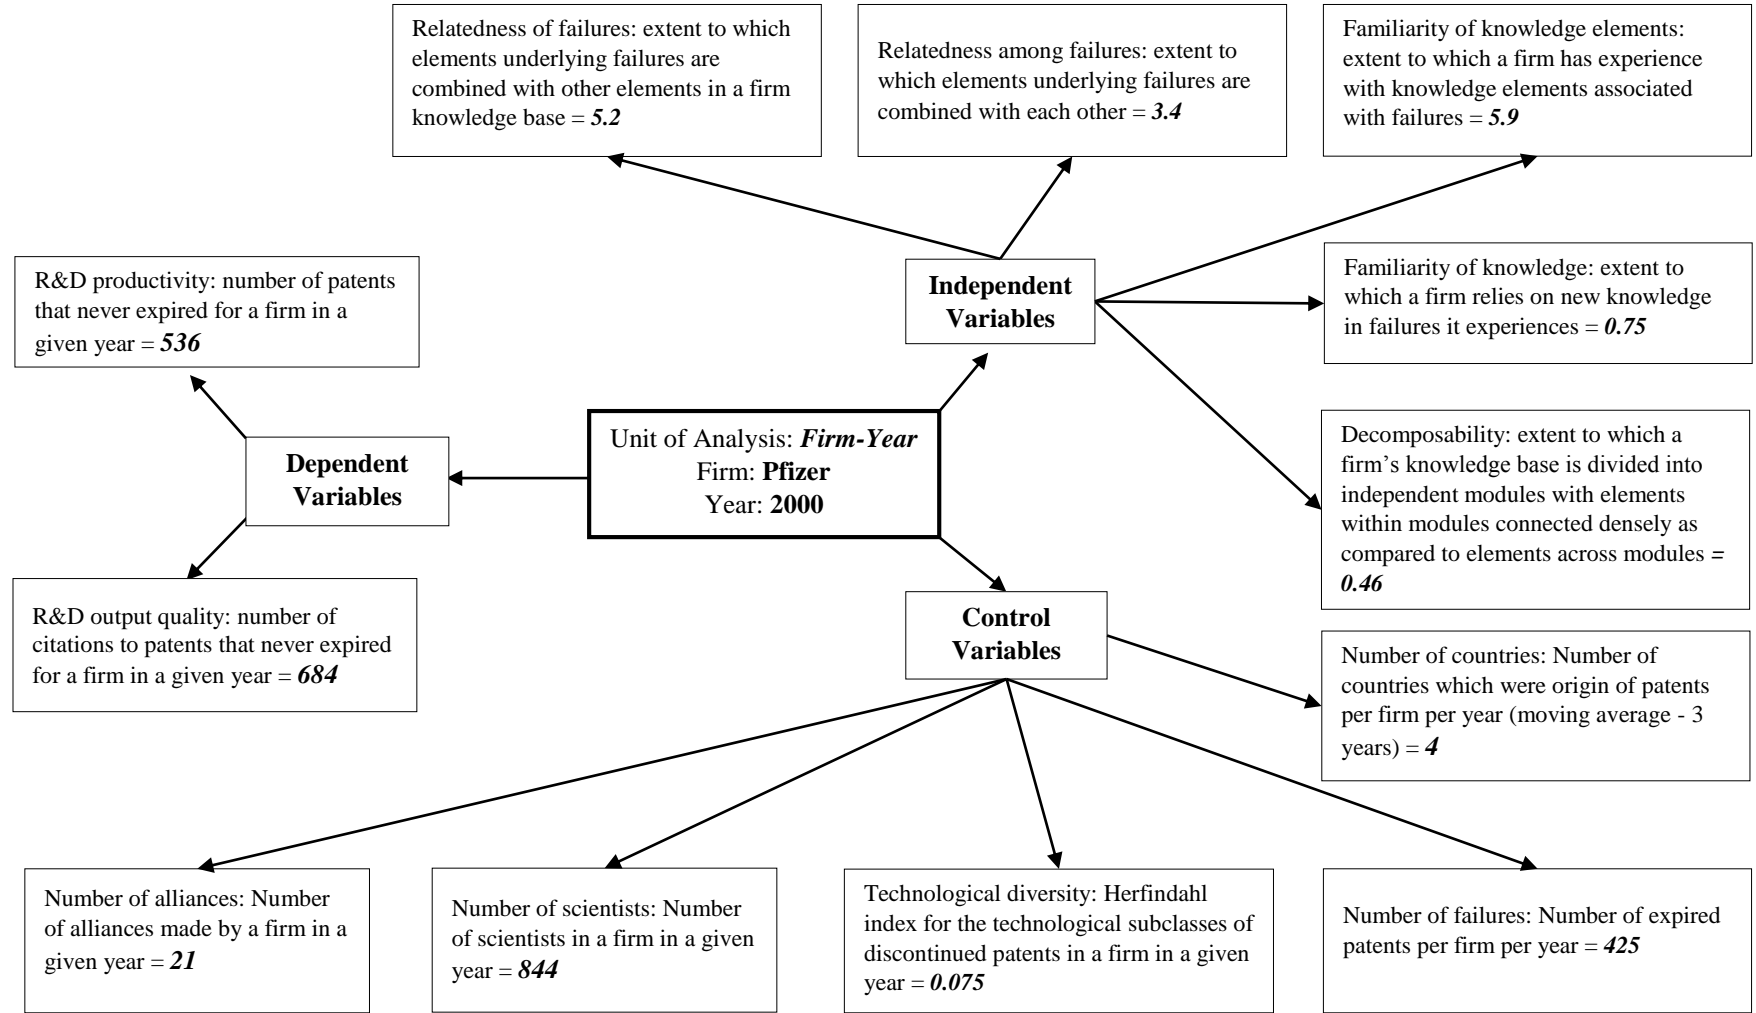 Relatedness of failures: extent to which
elements underlying failures are
combined with other elements in a firm
knowledge base = 5.2
Relatedness among failures: extent to
which elements underlying failures are
combined with each other = 3.4
Familiarity of knowledge elements:
extent to which a firm has experience
with knowledge elements associated
with failures = 5.9
R&D productivity: number of patents
that never expired for a firm in a
given year = 536
Independent
Variables
Familiarity of knowledge: extent to
which a firm relies on new knowledge
in failures it experiences = 0.75
Dependent
Variables
Unit of Analysis: Firm-Year
Firm: Pfizer
Year: 2000
Decomposability: extent to which a
firm’s knowledge base is divided into
independent modules with elements
within modules connected densely as
compared to elements across modules =
0.46
R&D output quality: number of
citations to patents that never expired
for a firm in a given year = 684
Control
Variables
Number of countries: Number of
countries which were origin of patents
per firm per year (moving average - 3
years) = 4
Number of alliances: Number
of alliances made by a firm in a
given year = 21
Number of scientists: Number
of scientists in a firm in a given
year = 844
Technological diversity: Herfindahl
index for the technological subclasses of
discontinued patents in a firm in a given
year = 0.075
Number of failures: Number of expired
patents per firm per year = 425